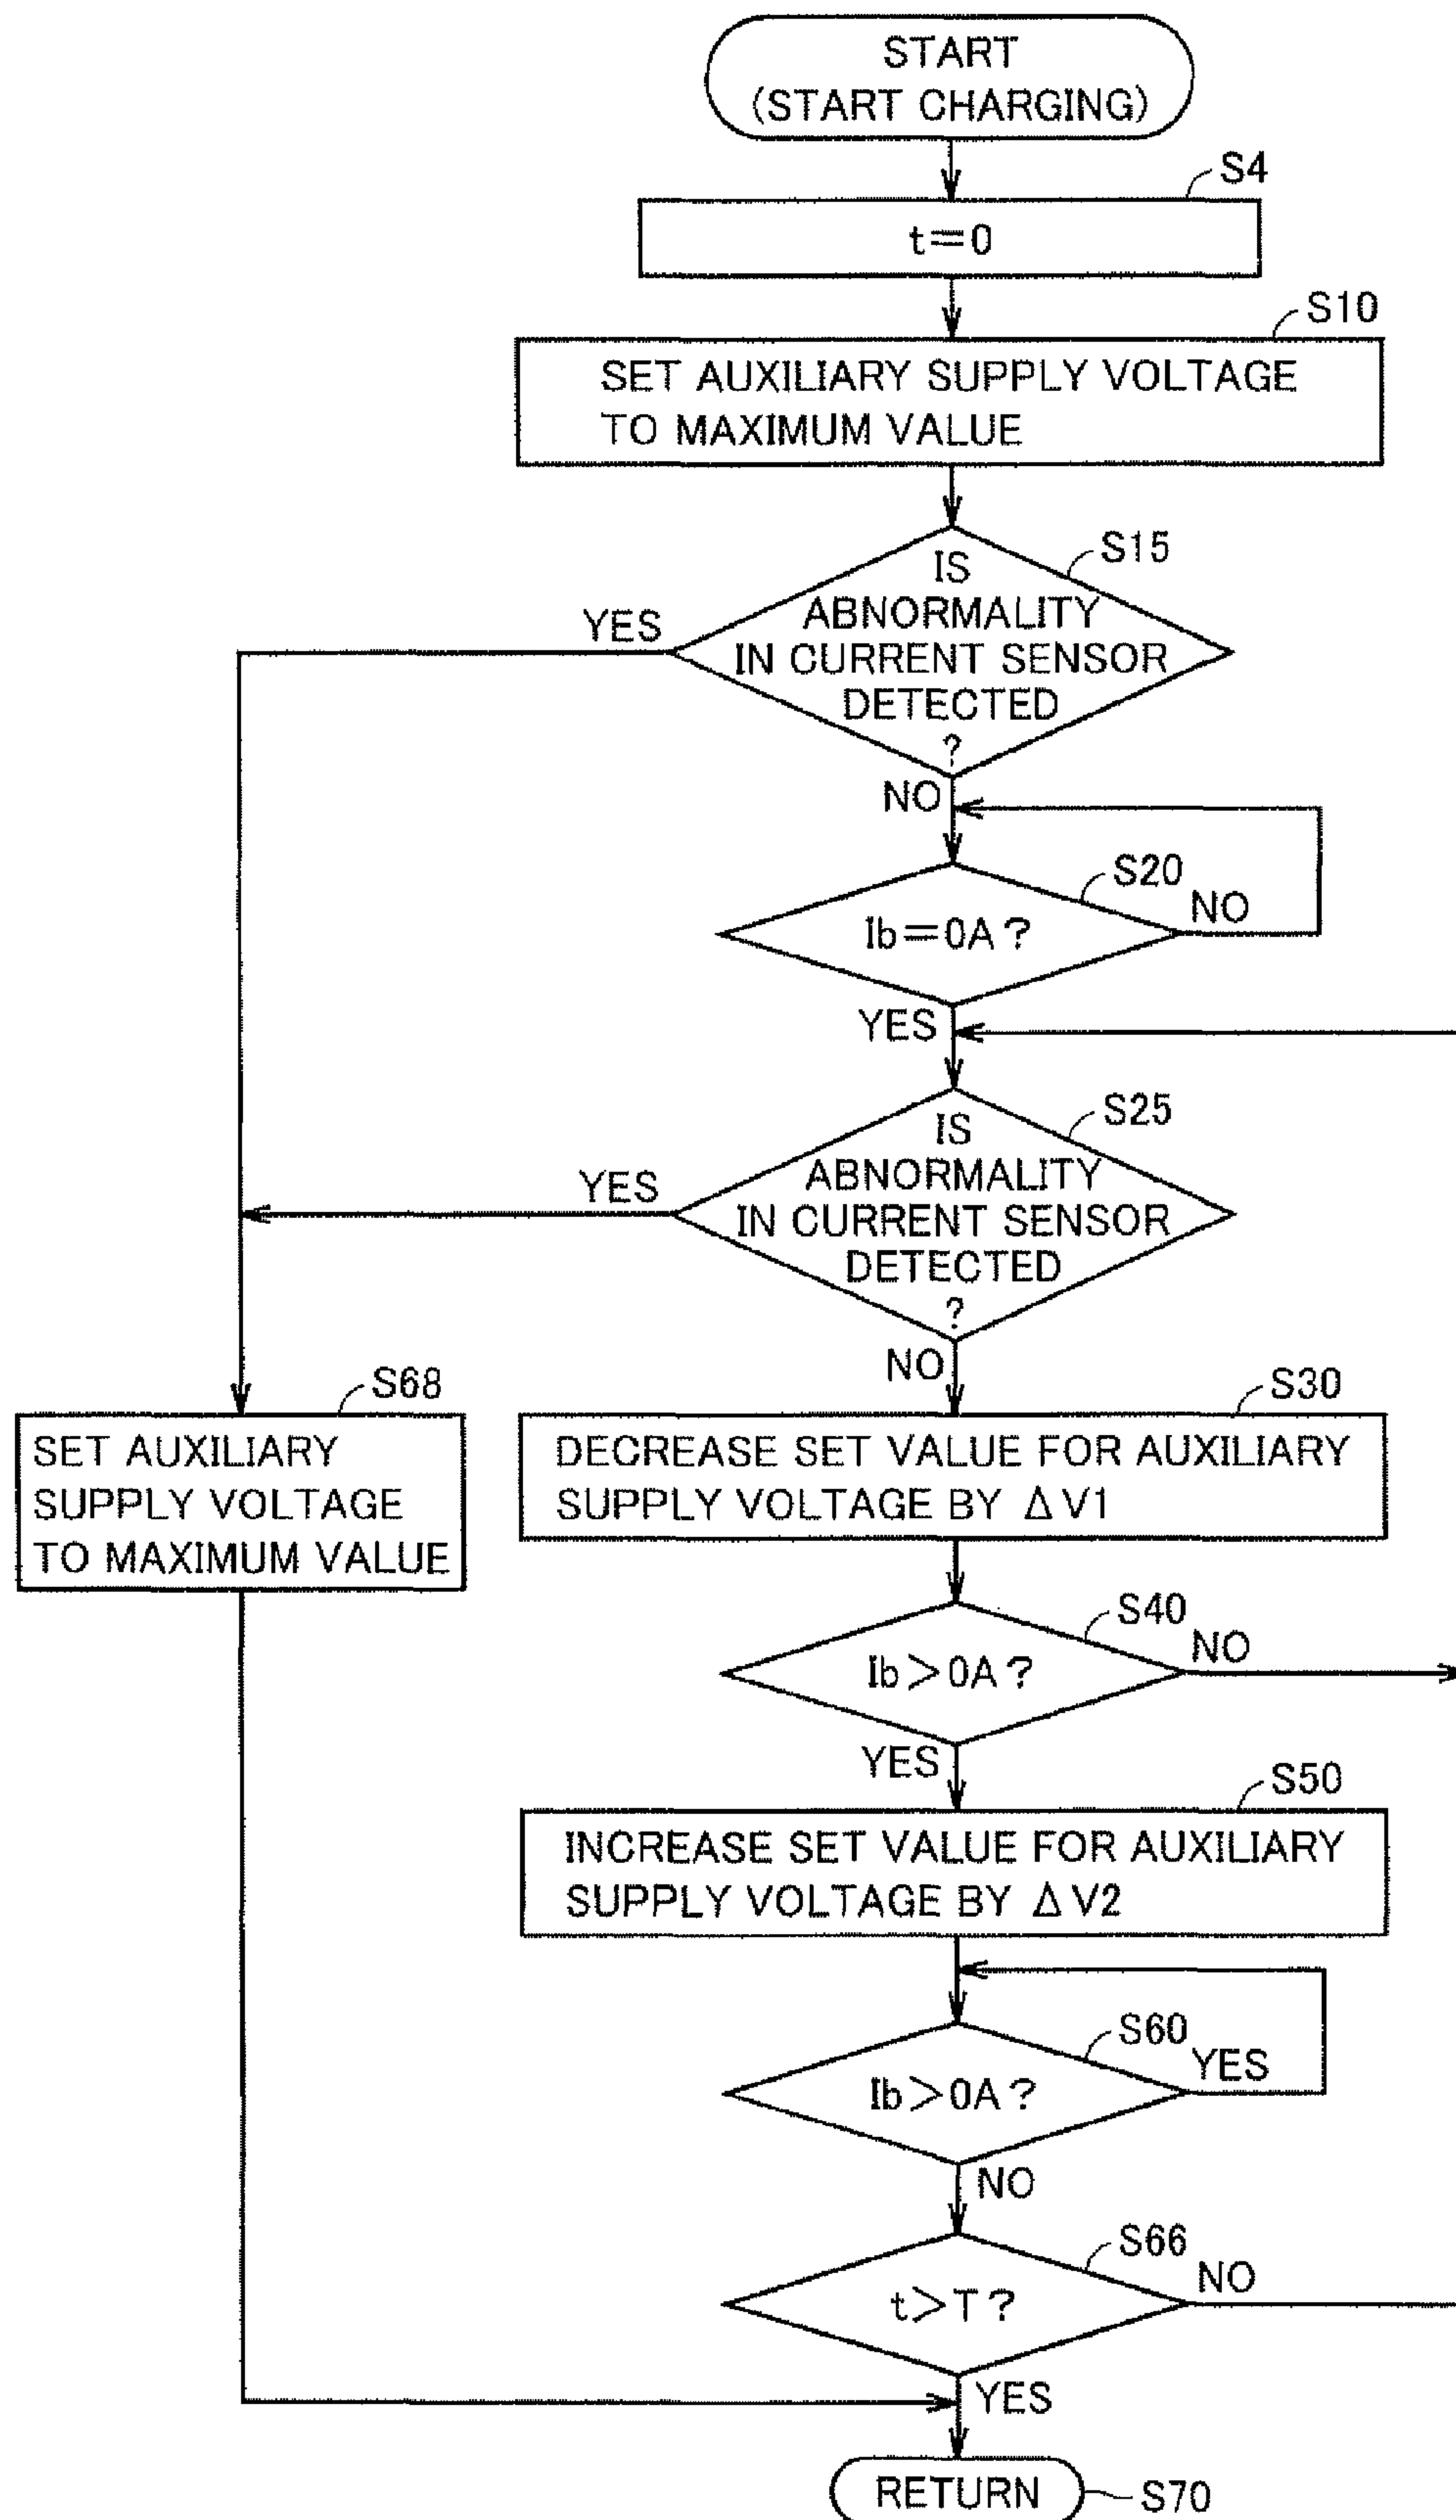 START
(START CHARGING)
S4
t=0
S10
SET AUXILIARY SUPPLY VOLTAGE
TO MAXIMUM VALUE
S15
IS
ABNORMALITY
IN CURRENT SENSOR
DETECTED
?
YES
NO
S20
Ib=0A?
NO
YES
S25
IS
ABNORMALITY
IN CURRENT SENSOR
DETECTED
?
YES
NO
S68
SET AUXILIARY
SUPPLY VOLTAGE
TO MAXIMUM VALUE
S30
DECREASE SET VALUE FOR AUXILIARY
SUPPLY VOLTAGE BY ΔV1
S40
Ib>0A?
NO
YES
S50
INCREASE SET VALUE FOR AUXILIARY
SUPPLY VOLTAGE BY ΔV2
S60
Ib>0A?
YES
NO
S66
t>T?
NO
YES
RETURN
S70